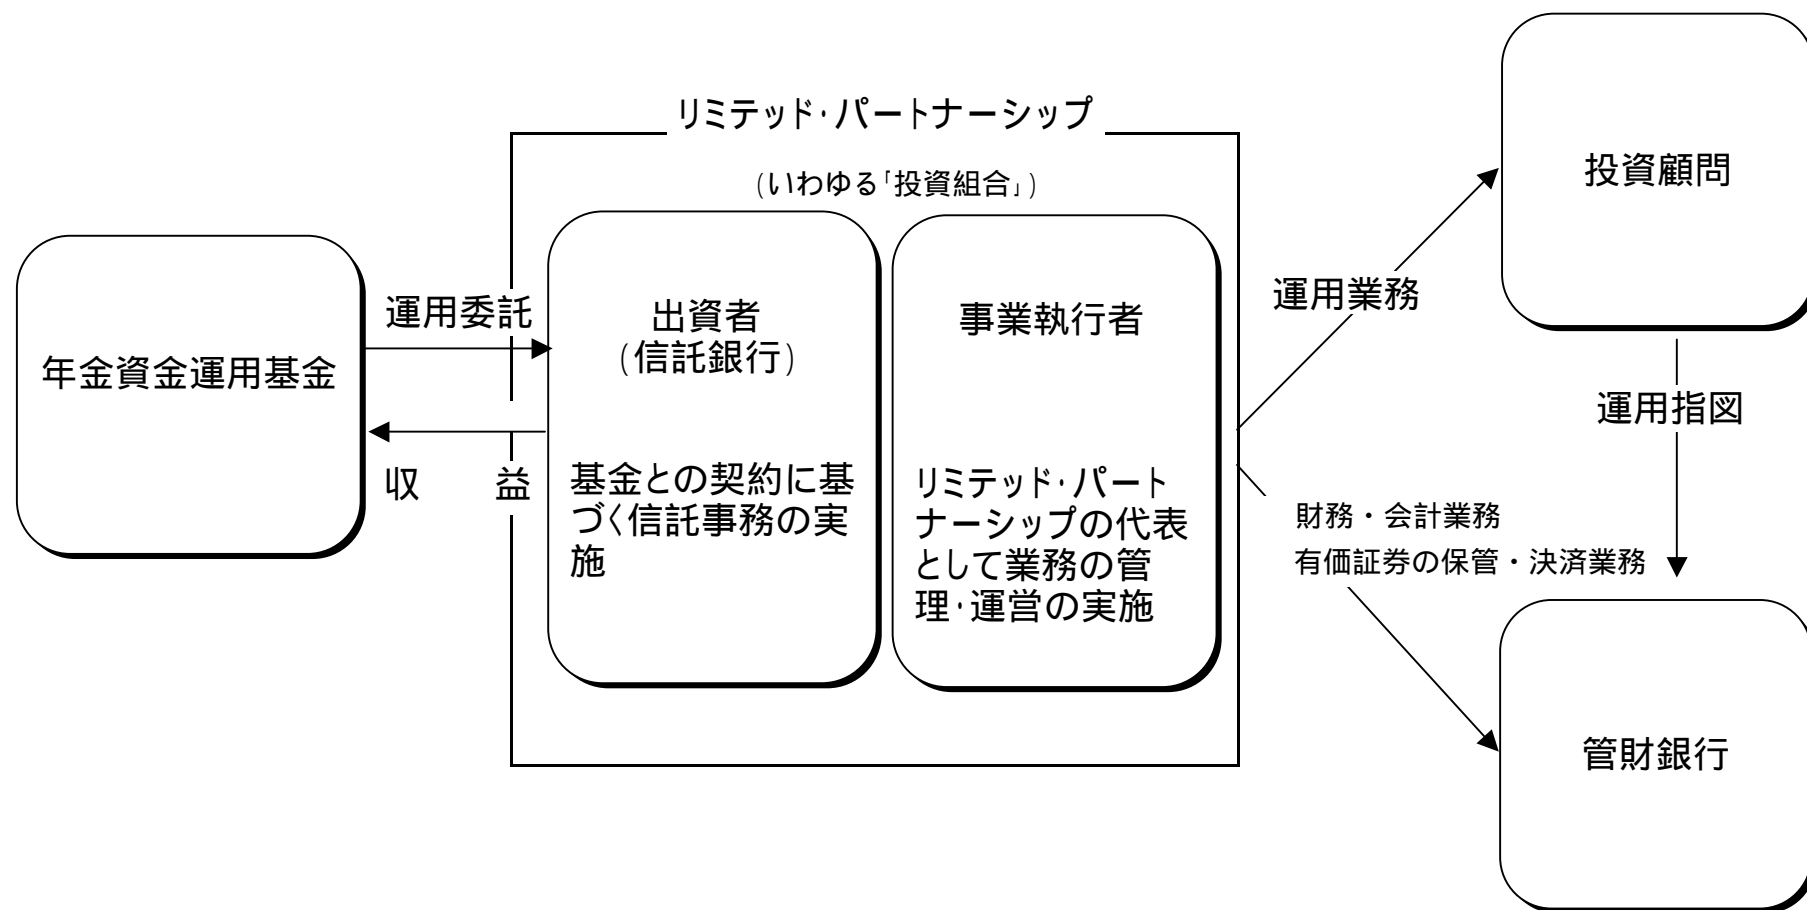 リミテッド・パートナーシップ
(いわゆる「投資組合」)
年金資金運用基金
運用委託
収 益
出資者
(信託銀行)
基金との契約に基
づく信託事務の実
施
事業執行者
リミテッド・パート
ナーシップの代表
として業務の管
理・運営の実施
運用業務
財務・会計業務
有価証券の保管・決済業務
投資顧問
運用指図
管財銀行